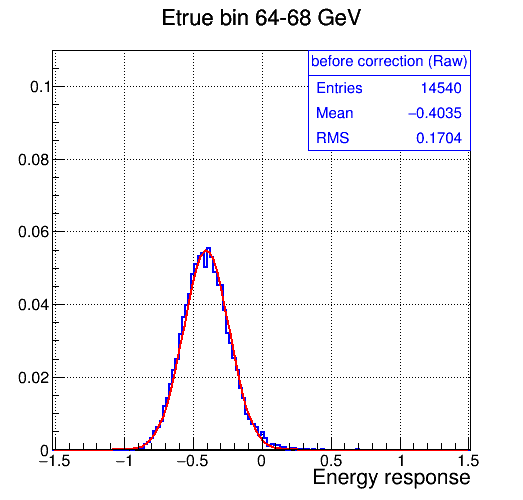 Etrue bin 64-68 GeV
before correction (Raw)
Entries 14540
Mean −0.4035
RMS 0.1704
0.1
0.08
0.06
0.04
0.02
0
−1.5 −1 −0.5 0 0.5 1 1.5
Energy response